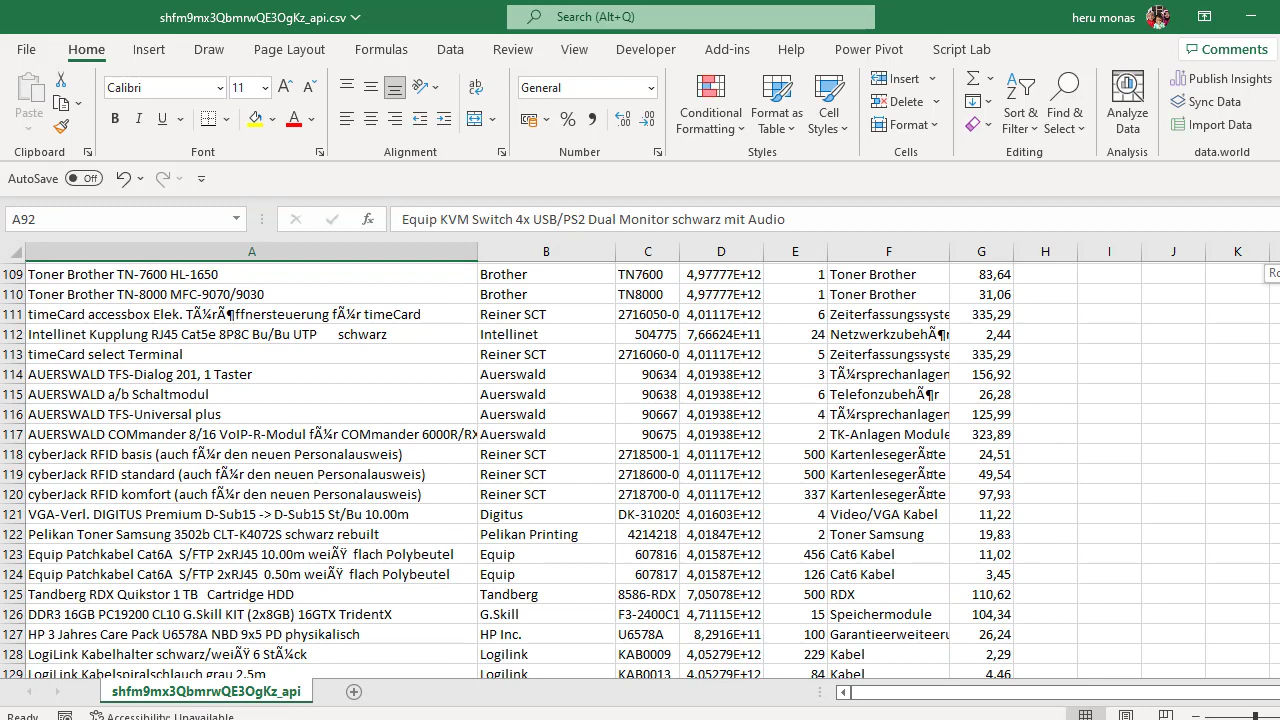 shfm9mx3QbmrwQE3OgKz_api.csv
Search (Alt+Q)
heru monas
File Home Insert Draw Page Layout Formulas Data Review View Developer Add-ins Help Power Pivot Script Lab Comments
Paste
Clipboard
Calibri 11
B I U
Font
Alignment
General
Number
Conditional Formatting
Format as Table
Cell Styles
Styles
Insert
Delete
Format
Cells
Sort & Filter
Find & Select
Editing
Analyze Data
Analysis
Publish Insights
Sync Data
Import Data
data.world
AutoSave Off
A92 fx Equip KVM Switch 4x USB/PS2 Dual Monitor schwarz mit Audio
A B C D E F G H I J K
109 Toner Brother TN-7600 HL-1650 Brother TN7600 4,97777E+12 1 Toner Brother 83,64
110 Toner Brother TN-8000 MFC-9070/9030 Brother TN8000 4,97777E+12 1 Toner Brother 31,06
111 timeCard accessbox Elek. TÃ¼rÃ¶ffnersteuerung fÃ¼r timeCard Reiner SCT 2716050-0 4,01117E+12 6 Zeiterfassungssyste 335,29
112 Intellinet Kupplung RJ45 Cat5e 8P8C Bu/Bu UTP schwarz Intellinet 504775 7,66624E+11 24 NetzwerkzubehÃ¶r 2,44
113 timeCard select Terminal Reiner SCT 2716060-0 4,01117E+12 5 Zeiterfassungssyste 335,29
114 AUERSWALD TFS-Dialog 201, 1 Taster Auerswald 90634 4,01938E+12 3 TÃ¼rsprechanlagen 156,92
115 AUERSWALD a/b Schaltmodul Auerswald 90638 4,01938E+12 6 TelefonzubehÃ¶r 26,28
116 AUERSWALD TFS-Universal plus Auerswald 90667 4,01938E+12 4 TÃ¼rsprechanlagen 125,99
117 AUERSWALD COMmander 8/16 VoIP-R-Modul fÃ¼r COMmander 6000R/RX Auerswald 90675 4,01938E+12 2 TK-Anlagen Module 323,89
118 cyberJack RFID basis (auch fÃ¼r den neuen Personalausweis) Reiner SCT 2718500-1 4,01117E+12 500 KartenlesegerÃ¤te 24,51
119 cyberJack RFID standard (auch fÃ¼r den neuen Personalausweis) Reiner SCT 2718600-0 4,01117E+12 500 KartenlesegerÃ¤te 49,54
120 cyberJack RFID komfort (auch fÃ¼r den neuen Personalausweis) Reiner SCT 2718700-0 4,01117E+12 337 KartenlesegerÃ¤te 97,93
121 VGA-Verl. DIGITUS Premium D-Sub15 -> D-Sub15 St/Bu 10.00m Digitus DK-310205 4,01603E+12 4 Video/VGA Kabel 11,22
122 Pelikan Toner Samsung 3502b CLT-K4072S schwarz rebuilt Pelikan Printing 4214218 4,01847E+12 2 Toner Samsung 19,83
123 Equip Patchkabel Cat6A S/FTP 2xRJ45 10.00m weiÃŸ flach Polybeutel Equip 607816 4,01587E+12 456 Cat6 Kabel 11,02
124 Equip Patchkabel Cat6A S/FTP 2xRJ45 0.50m weiÃŸ flach Polybeutel Equip 607817 4,01587E+12 126 Cat6 Kabel 3,45
125 Tandberg RDX Quikstor 1 TB Cartridge HDD Tandberg 8586-RDX 7,05078E+12 500 RDX 110,62
126 DDR3 16GB PC19200 CL10 G.Skill KIT (2x8GB) 16GTX TridentX G.Skill F3-2400C1 4,71115E+12 15 Speichermodule 104,34
127 HP 3 Jahres Care Pack U6578A NBD 9x5 PD physikalisch HP Inc. U6578A 8,2916E+11 100 Garantieerweiteru 26,24
128 LogiLink Kabelhalter schwarz/weiÃŸ 6 StÃ¼ck Logilink KAB0009 4,05279E+12 229 Kabel 2,29
129 LogiLink Kabelspiralschlauch grau 2,5m Logilink KAB0013 4,05279E+12 84 Kabel 4,46
shfm9mx3QbmrwQE3OgKz_api
Ready Accessibility: Unavailable